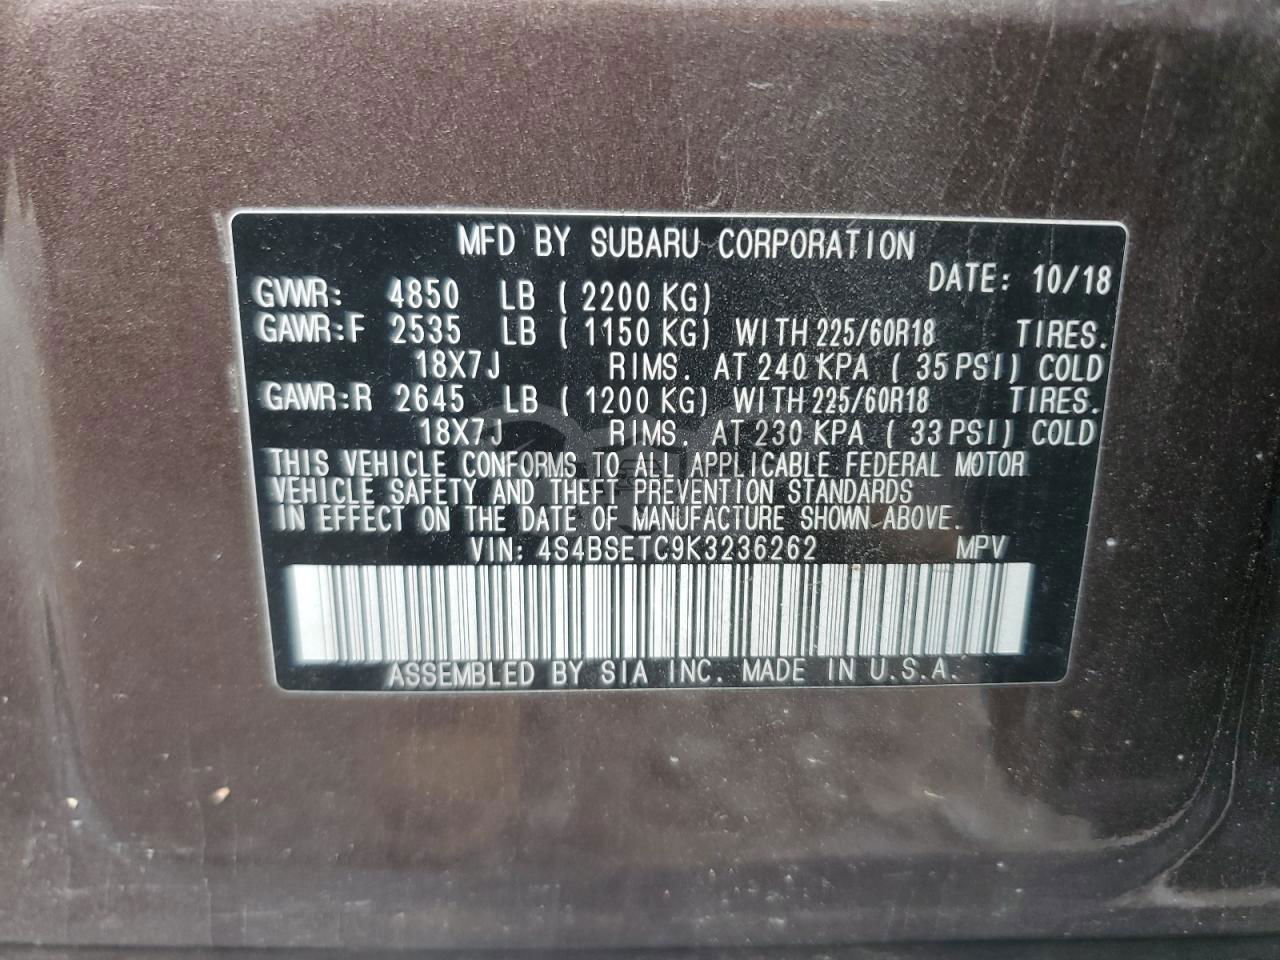 MFD BY SUBARU CORPORATION
DATE: 10/18
GVWR: 4850 LB ( 2200 KG)
GAWR:F 2535 LB ( 1150 KG) WITH 225/60R18 TIRES.
18X7J RIMS. AT 240 KPA ( 35 PSI) COLD
GAWR:R 2645 LB ( 1200 KG) WITH 225/60R18 TIRES.
18X7J RIMS. AT 230 KPA ( 33 PSI) COLD
THIS VEHICLE CONFORMS TO ALL APPLICABLE FEDERAL MOTOR
VEHICLE SAFETY AND THEFT PREVENTION STANDARDS
IN EFFECT ON THE DATE OF MANUFACTURE SHOWN ABOVE.
VIN: 4S4BSETC9K3236262 MPV
ASSEMBLED BY SIA INC. MADE IN U.S.A.